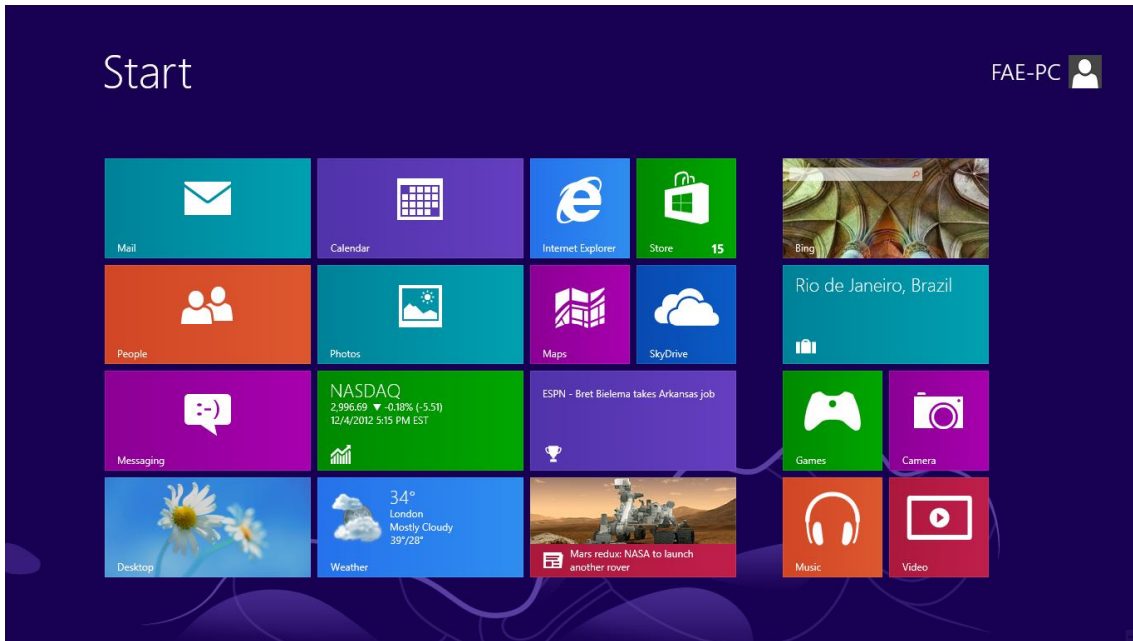 Start
FAE-PC
Mail
Calendar
Internet Explorer
Store
15
Bing
People
Photos
Maps
SkyDrive
Rio de Janeiro, Brazil
Messaging
NASDAQ
2,996.69 ▼ -0.18% (-5.51)
12/4/2012 5:15 PM EST
ESPN - Bret Bielema takes Arkansas job
Games
Camera
Desktop
34°
London
Mostly Cloudy
39°/28°
Weather
Mars redux: NASA to launch
another rover
Music
Video